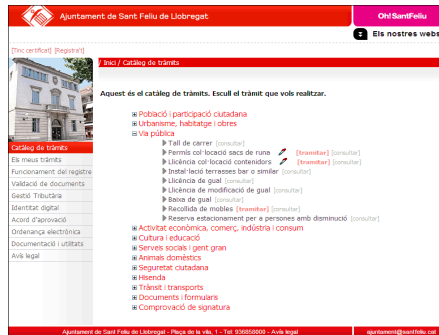 Ajuntament de Sant Feliu de Llobregat
Oh!SantFeliu
Els nostres webs
[Tinc certificat] [Registra't]
/ Inici / Catàleg de tràmits
Aquest és el catàleg de tràmits. Escull el tràmit que vols realitzar.
Població i participació ciutadana
Urbanisme, habitatge i obres
Via pública
Tall de carrer [consultar]
Permís col·locació sacs de runa [tramitar] [consultar]
Llicència col·locació contenidors [tramitar] [consultar]
Instal·lació terrasses bar o similar [consultar]
Llicència de gual [consultar]
Llicència de modificació de gual [consultar]
Baixa de gual [consultar]
Recollida de mobles [tramitar] [consultar]
Reserva estacionament per a persones amb disminució [consultar]
Activitat econòmica, comerç, indústria i consum
Cultura i educació
Serveis socials i gent gran
Animals domèstics
Seguretat ciutadana
Hisenda
Trànsit i transports
Documents i formularis
Comprovació de signatura
Catàleg de tràmits
Els meus tràmits
Funcionament del registre
Validació de documents
Gestió Tributària
Identitat digital
Acord d'aprovació
Ordenança electrònica
Documentació i utilitats
Avís legal
Ajuntament de Sant Feliu de Llobregat - Plaça de la vila, 1 - Tel: 936858000 - Avís legal
ajuntament@santfeliu.cat